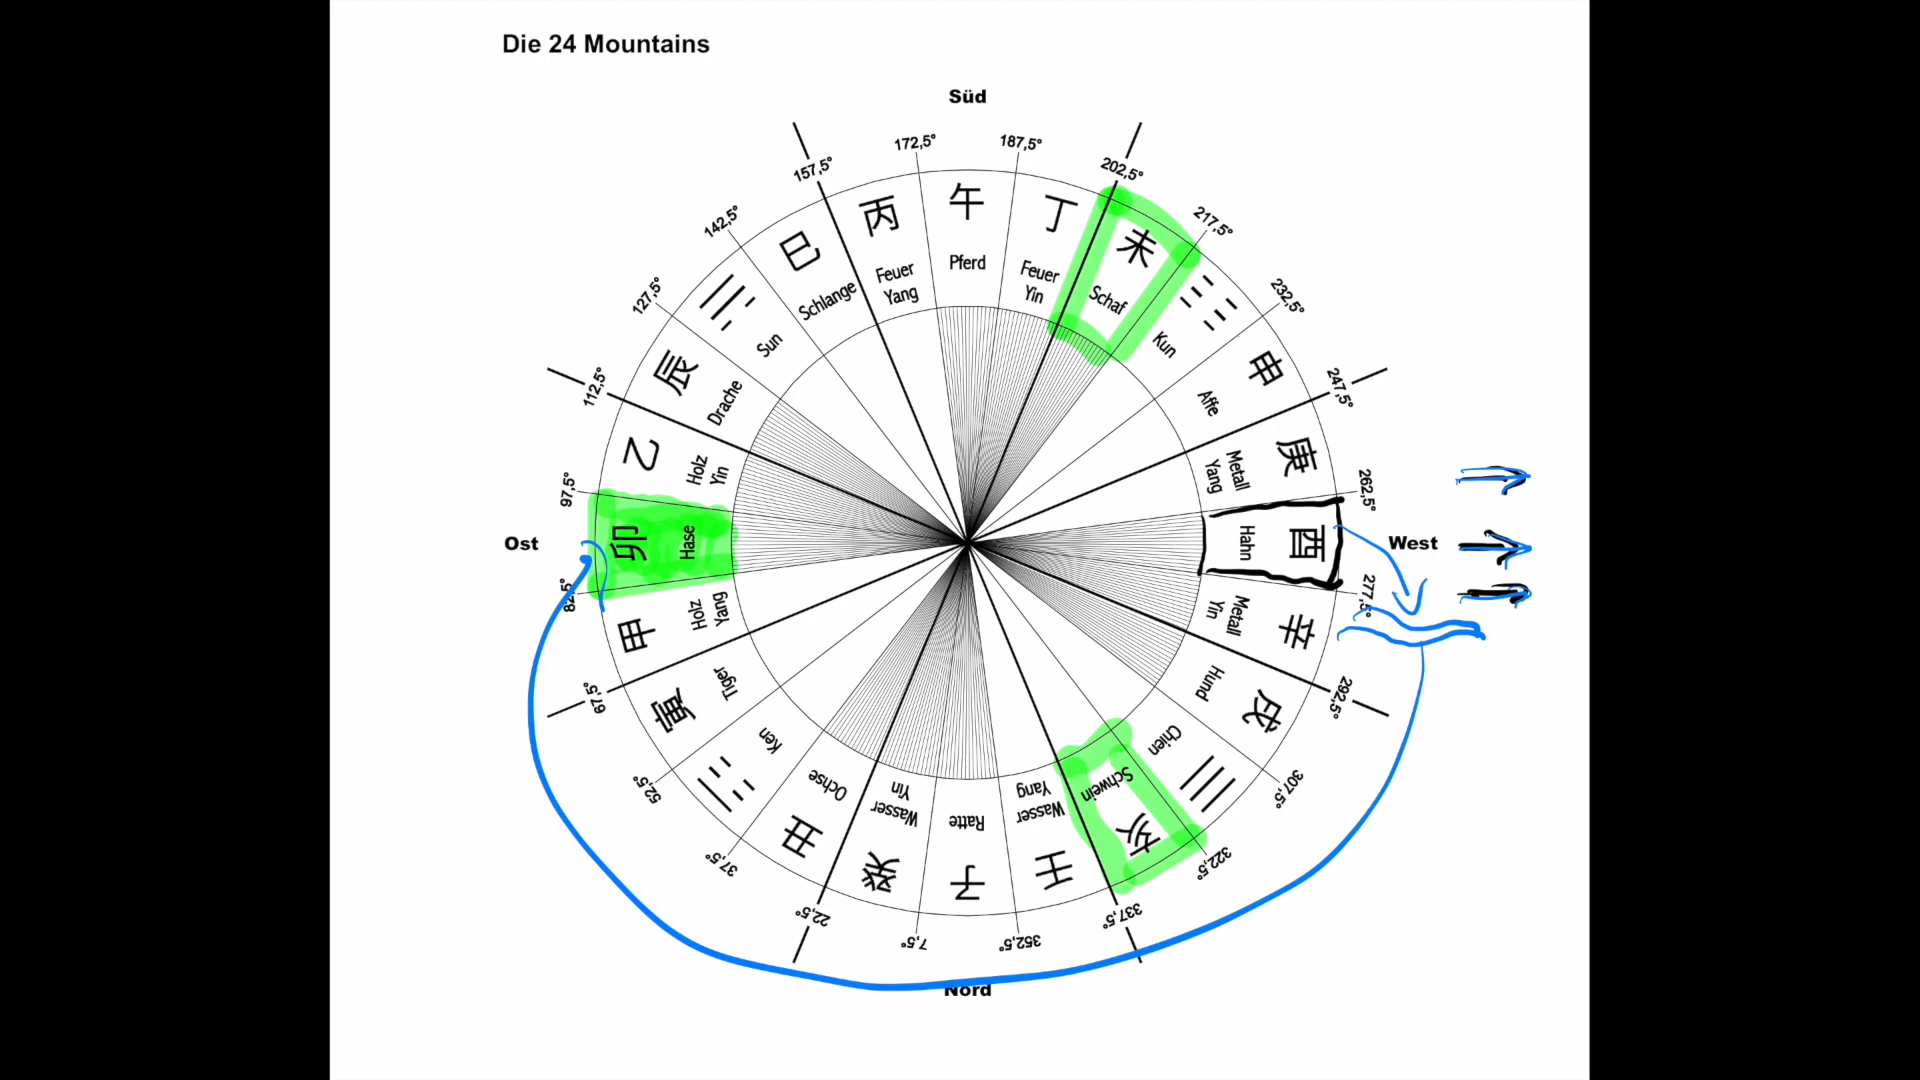 Die 24 Mountains
Süd
172,5°
187,5°
157,5°
202,5°
142,5°
217,5°
127,5°
232,5°
112,5°
247,5°
97,5°
262,5°
82,5°
277,5°
67,5°
292,5°
52,5°
307,5°
37,5°
322,5°
22,5°
337,5°
7,5°
352,5°
午
Pferd
丁
Feuer
Yin
未
Schaf
Kun
申
Affe
庚
Metall
Yang
酉
Hahn
West
辛
Metall
Yin
戌
Hund
Chien
亥
Schwein
壬
Wasser
Yang
子
Ratte
癸
Wasser
Yin
丑
Ochse
Ken
寅
Tiger
甲
Holz
Yang
卯
Hase
Ost
乙
Holz
Yin
辰
Drache
Sun
巳
Schlange
丙
Feuer
Yang
Nord